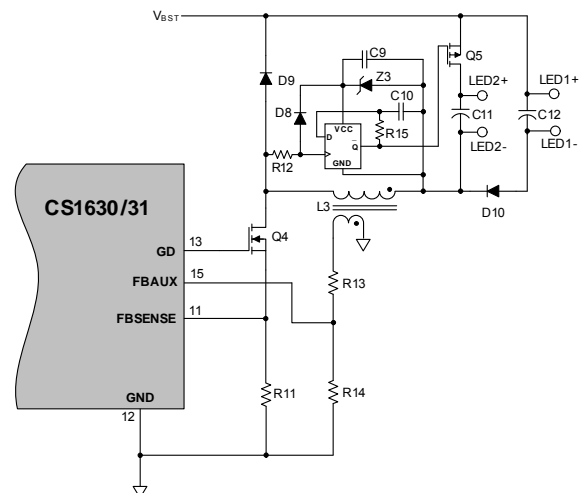 VBST
C9
Q5
D9
Z3
LED2+
LED1+
D8
C10
VCC
D
R15
C11
C12
Q
R12
GND
LED2-
LED1-
D10
L3
CS1630/31
GD
13
Q4
FBAUX
15
R13
FBSENSE
11
R11
R14
GND
12